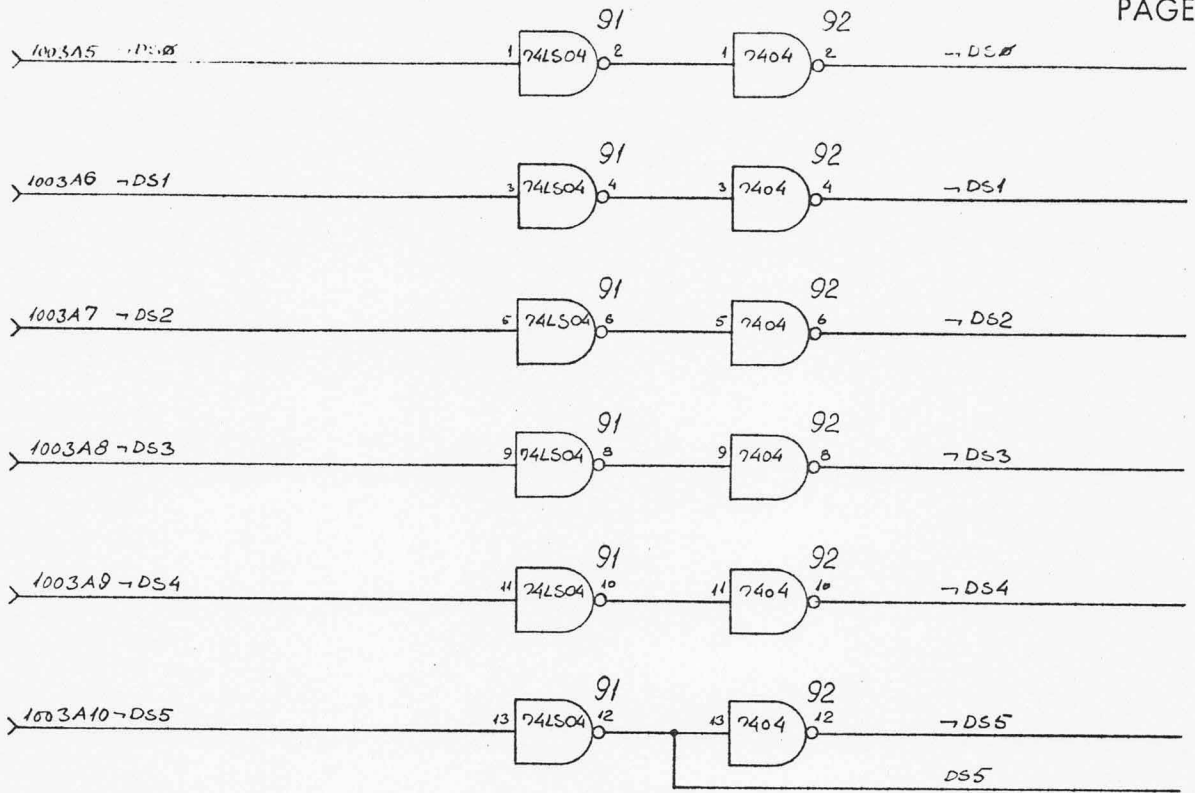 PAGE
91 92
1003A5 ¬DSØ 1 74LS04 2 1 7404 2 ¬DSØ
91 92
1003A6 ¬DS1 3 74LS04 4 3 7404 4 ¬DS1
91 92
1003A7 ¬DS2 5 74LS04 6 5 7404 6 ¬DS2
91 92
1003A8 ¬DS3 9 74LS04 8 9 7404 8 ¬DS3
91 92
1003A9 ¬DS4 11 74LS04 10 11 7404 10 ¬DS4
91 92
1003A10 ¬DS5 13 74LS04 12 13 7404 12 ¬DS5
DS5